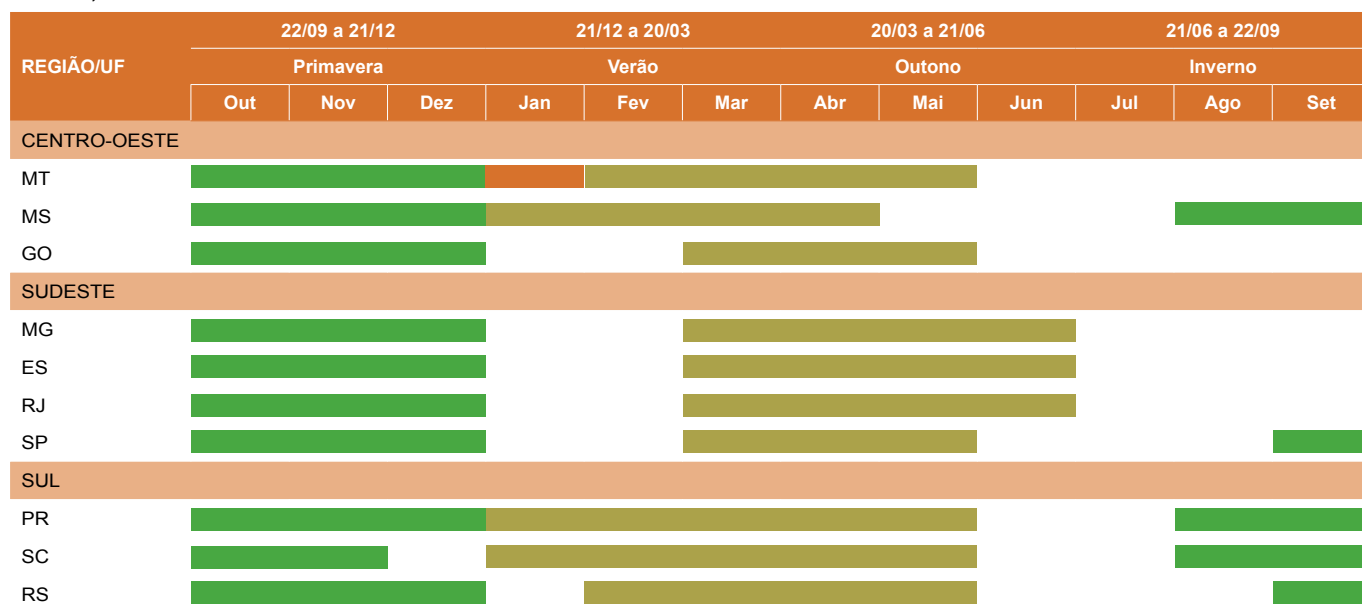 22/09 a 21/12 21/12 a 20/03 20/03 a 21/06 21/06 a 22/09
REGIÃO/UF Primavera Verão Outono Inverno
Out Nov Dez Jan Fev Mar Abr Mai Jun Jul Ago Set
CENTRO-OESTE
MT
MS
GO
SUDESTE
MG
ES
RJ
SP
SUL
PR
SC
RS